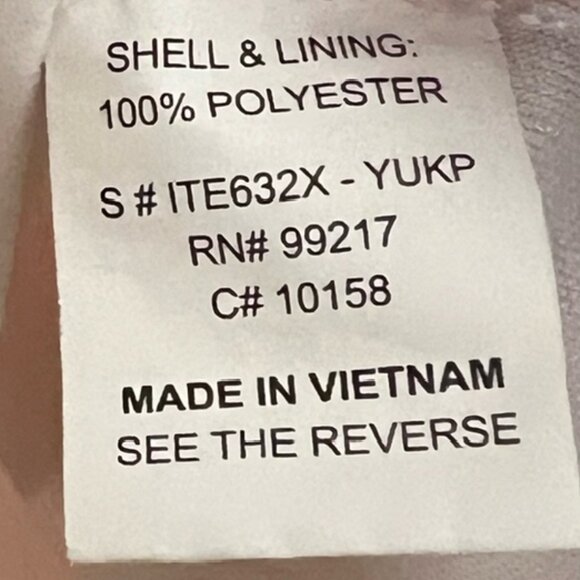 SHELL & LINING:
100% POLYESTER
S # ITE632X - YUKP
RN# 99217
C# 10158
MADE IN VIETNAM
SEE THE REVERSE